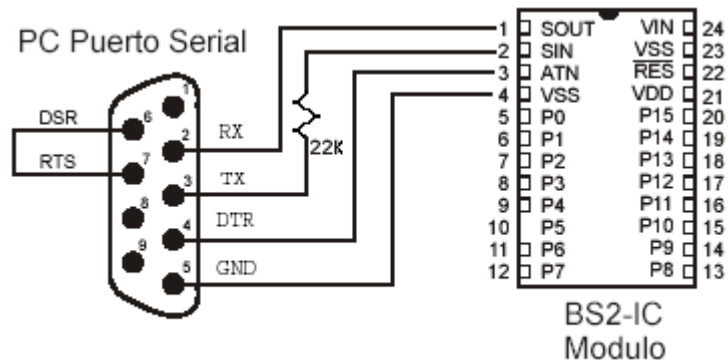 PC Puerto Serial
DSR
RTS
1
6
2
7
3
8
4
9
5
RX
TX
DTR
GND
22K
1 SOUT VIN 24
2 SIN VSS 23
3 ATN RES 22
4 VSS VDD 21
5 P0 P15 20
6 P1 P14 19
7 P2 P13 18
8 P3 P12 17
9 P4 P11 16
10 P5 P10 15
11 P6 P9 14
12 P7 P8 13
BS2-IC
Modulo